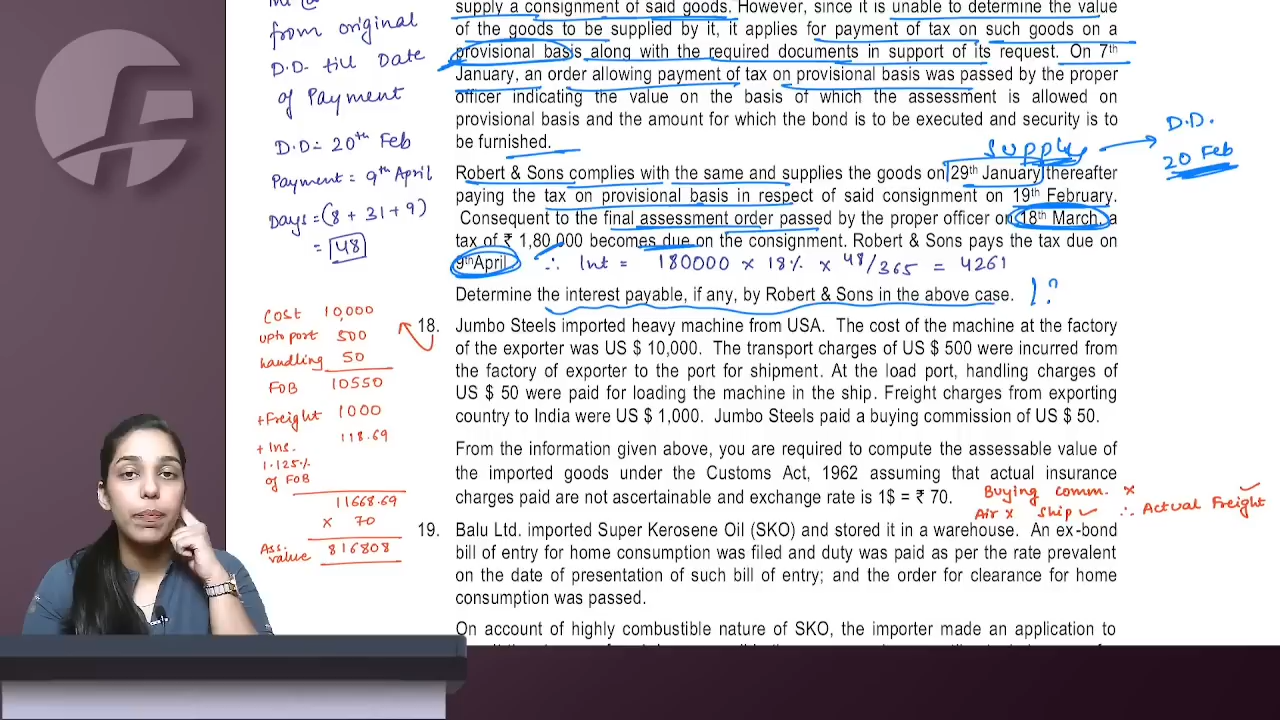 Int @
from original
D.D. till Date
of Payment
D.D = 20th Feb
Payment = 9th April
Days = (8 + 31 + 9)
= 48
supply a consignment of said goods. However, since it is unable to determine the value
of the goods to be supplied by it, it applies for payment of tax on such goods on a
provisional basis along with the required documents in support of its request. On 7th
January, an order allowing payment of tax on provisional basis was passed by the proper
officer indicating the value on the basis of which the assessment is allowed on
provisional basis and the amount for which the bond is to be executed and security is to
be furnished.
Supply
D.D.
20 Feb
Robert & Sons complies with the same and supplies the goods on 29th January thereafter
paying the tax on provisional basis in respect of said consignment on 19th February.
Consequent to the final assessment order passed by the proper officer on 18th March, a
tax of ₹ 1,80,000 becomes due on the consignment. Robert & Sons pays the tax due on
9th April.
∴ Int = 180000 × 18% × 48/365 = 4261
Determine the interest payable, if any, by Robert & Sons in the above case.
18. Jumbo Steels imported heavy machine from USA. The cost of the machine at the factory
of the exporter was US $ 10,000. The transport charges of US $ 500 were incurred from
the factory of exporter to the port for shipment. At the load port, handling charges of
US $ 50 were paid for loading the machine in the ship. Freight charges from exporting
country to India were US $ 1,000. Jumbo Steels paid a buying commission of US $ 50.
From the information given above, you are required to compute the assessable value of
the imported goods under the Customs Act, 1962 assuming that actual insurance
charges paid are not ascertainable and exchange rate is 1$ = ₹ 70.
Buying comm. ×
Air × Ship ✓ ∴ Actual Freight ✓
Cost 10,000
upto port 500
handling 50
FOB 10550
+ Freight 1000
+ Ins. 118.69
1.125%
of FOB
11668.69
× 70
Ass. value 816808
19. Balu Ltd. imported Super Kerosene Oil (SKO) and stored it in a warehouse. An ex-bond
bill of entry for home consumption was filed and duty was paid as per the rate prevalent
on the date of presentation of such bill of entry; and the order for clearance for home
consumption was passed.
On account of highly combustible nature of SKO, the importer made an application to